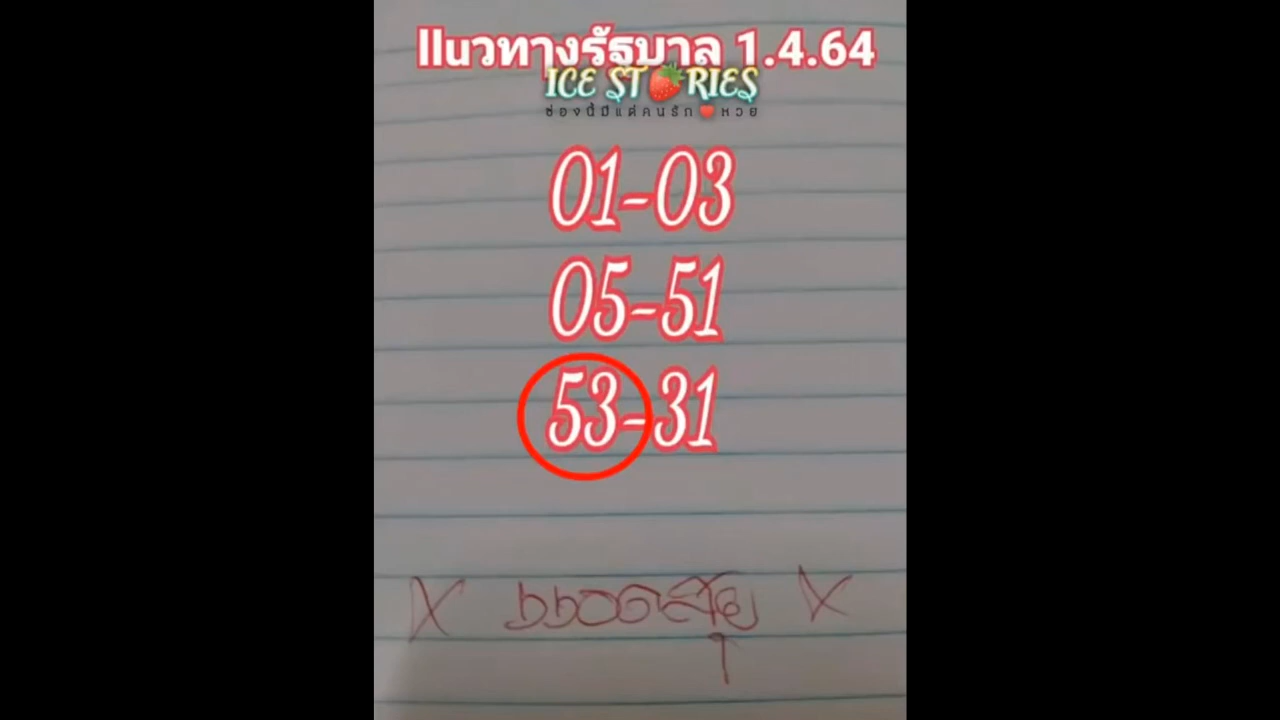 แนวทางรัฐบาล 1.4.64
ICE STORIES
ช่องนี้มีแต่คนรัก❤️หวย
01-03
05-51
53-31